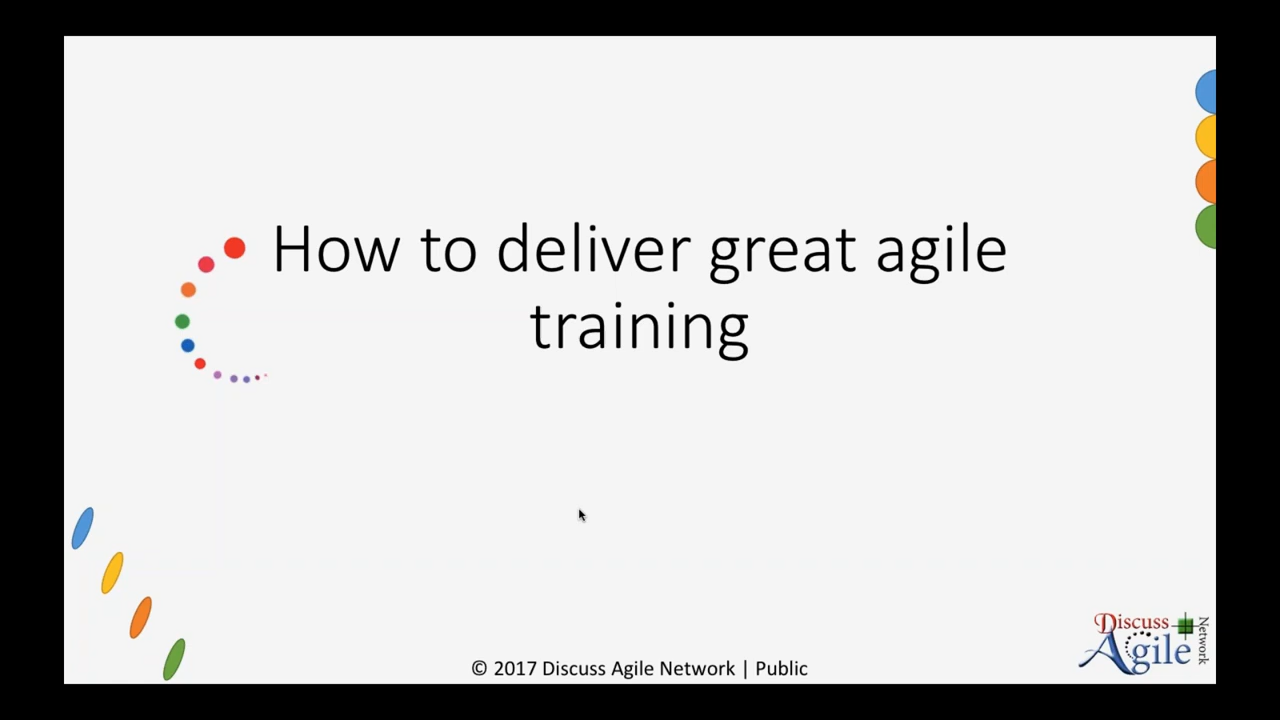 How to deliver great agile
training
© 2017 Discuss Agile Network | Public
Discuss
Agile
Network